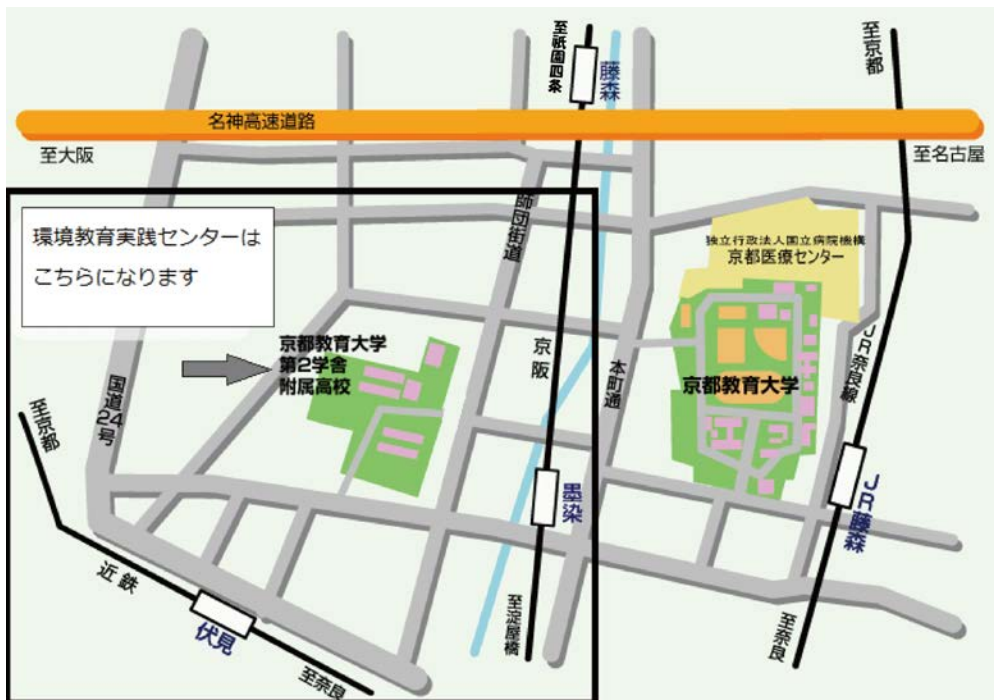 至祇園四条
藤森
至京都
名神高速道路
至大阪
至名古屋
環境教育実践センターは
こちらになります
師団街道
独立行政法人国立病院機構
京都医療センター
京都教育大学
第2学舎
附属高校
京阪
本町通
京都教育大学
JR奈良線
国道24号
至京都
墨染
JR藤森
近鉄
伏見
至奈良
至淀屋橋
至奈良